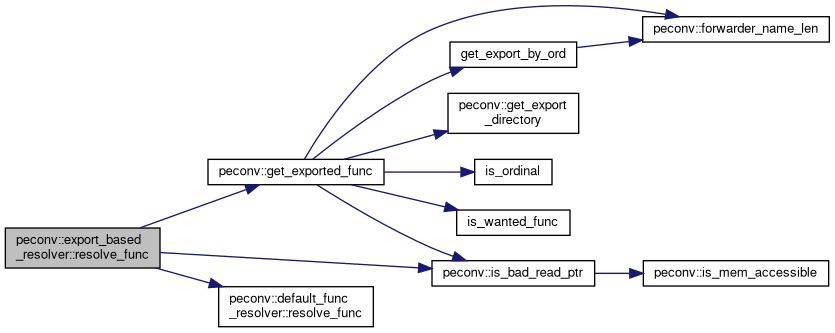 peconv::forwarder_name_len
get_export_by_ord
peconv::get_export
_directory
peconv::get_exported_func
is_ordinal
is_wanted_func
peconv::export_based
_resolver::resolve_func
peconv::is_bad_read_ptr
peconv::is_mem_accessible
peconv::default_func
_resolver::resolve_func